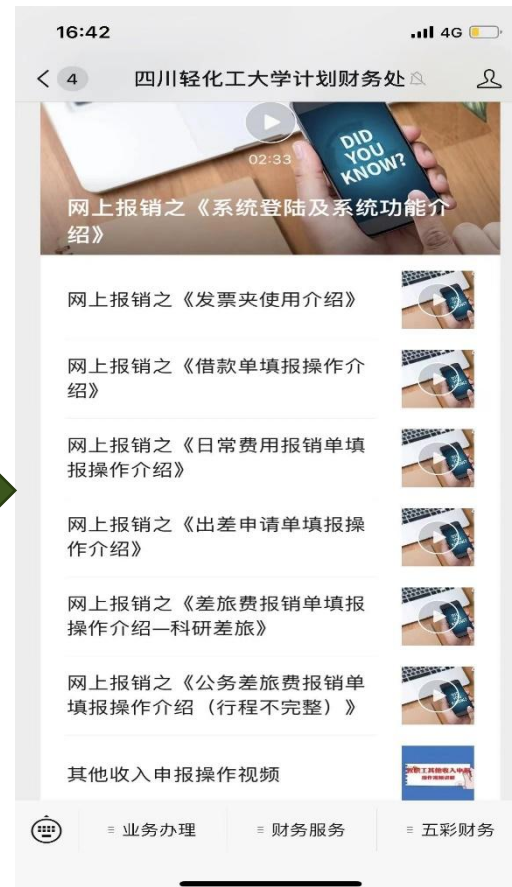 16:42
4G
4
四川轻化工大学计划财务处
DID
YOU
KNOW?
02:33
网上报销之《系统登陆及系统功能介
绍》
网上报销之《发票夹使用介绍》
网上报销之《借款单填报操作介
绍》
网上报销之《日常费用报销单填
报操作介绍》
网上报销之《出差申请单填报操
作介绍》
网上报销之《差旅费报销单填报
操作介绍—科研差旅》
网上报销之《公务差旅费报销单
填报操作介绍（行程不完整）》
其他收入申报操作视频
业务办理
财务服务
五彩财务